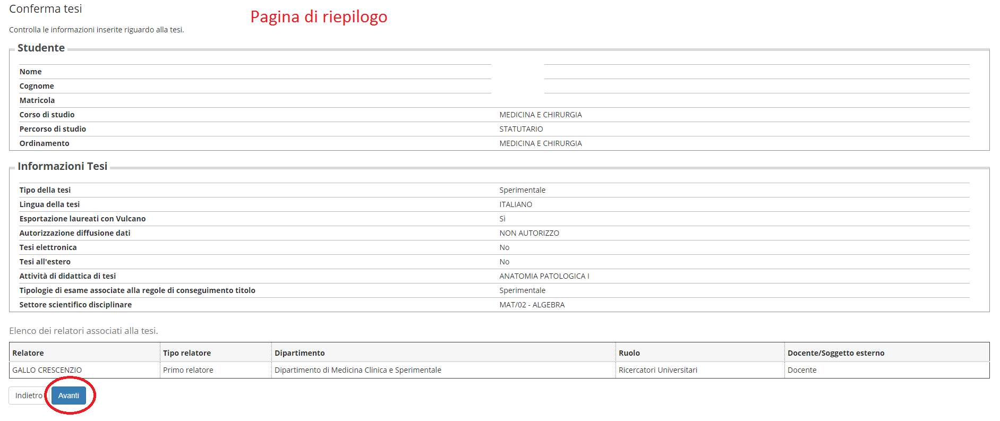 Conferma tesi
Pagina di riepilogo
Controlla le informazioni inserite riguardo alla tesi.
Studente
Nome
Cognome
Matricola
Corso di studio MEDICINA E CHIRURGIA
Percorso di studio STATUTARIO
Ordinamento MEDICINA E CHIRURGIA
Informazioni Tesi
Tipo della tesi Sperimentale
Lingua della tesi ITALIANO
Esportazione laureati con Vulcano Sì
Autorizzazione diffusione dati NON AUTORIZZO
Tesi elettronica No
Tesi all'estero No
Attività di didattica di tesi ANATOMIA PATOLOGICA I
Tipologie di esame associate alla regole di conseguimento titolo Sperimentale
Settore scientifico disciplinare MAT/02 - ALGEBRA
Elenco dei relatori associati alla tesi.
Relatore Tipo relatore Dipartimento Ruolo Docente/Soggetto esterno
GALLO CRESCENZIO Primo relatore Dipartimento di Medicina Clinica e Sperimentale Ricercatori Universitari Docente
Indietro Avanti